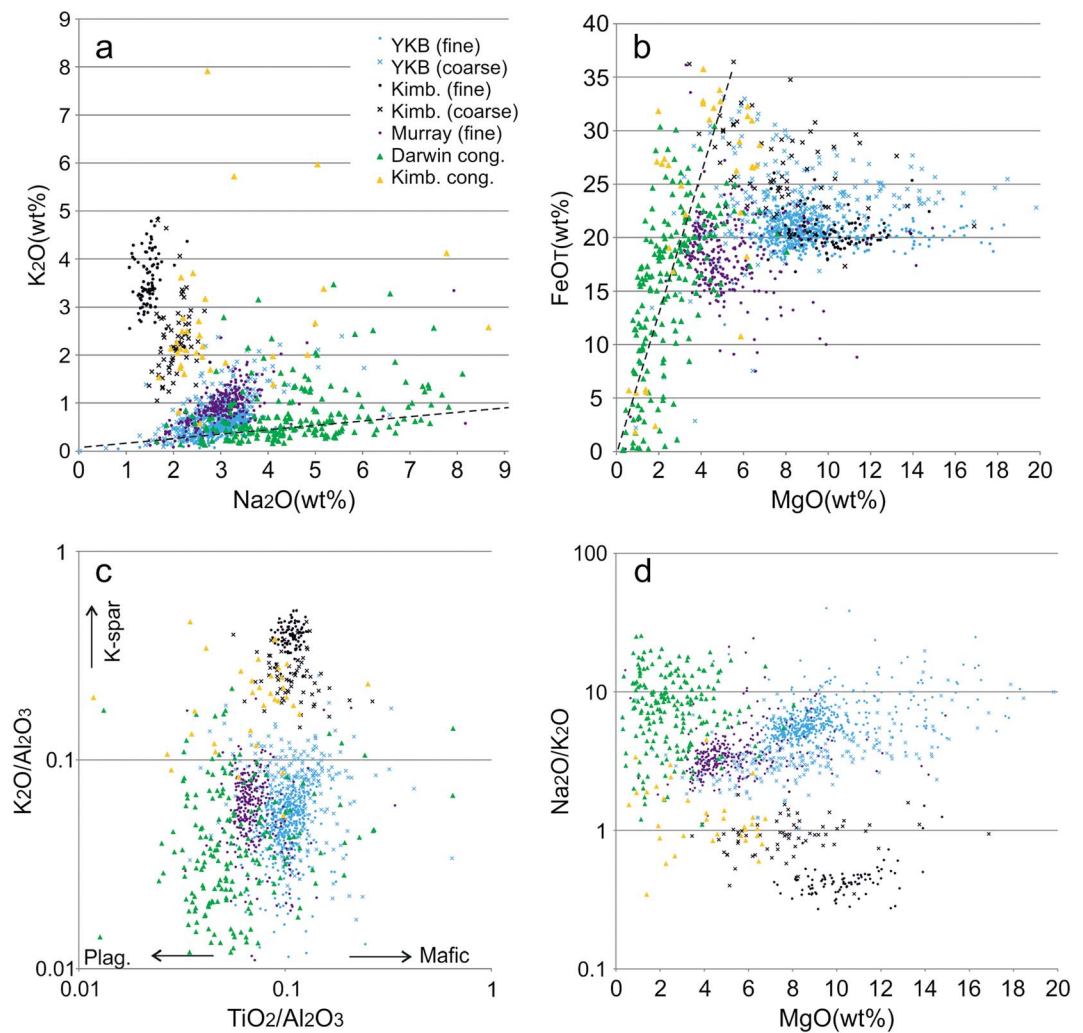 a
9
8
7
6
5
4
3
2
1
0
K2O(wt%)
0 1 2 3 4 5 6 7 8 9
Na2O(wt%)
YKB (fine)
YKB (coarse)
Kimb. (fine)
Kimb. (coarse)
Murray (fine)
Darwin cong.
Kimb. cong.
b
40
35
30
25
20
15
10
5
0
FeOT(wt%)
0 2 4 6 8 10 12 14 16 18 20
MgO(wt%)
c
1
0.1
0.01
K2O/Al2O3
K-spar
Plag.
Mafic
0.01 0.1 1
TiO2/Al2O3
d
100
10
1
0.1
Na2O/K2O
0 2 4 6 8 10 12 14 16 18 20
MgO(wt%)